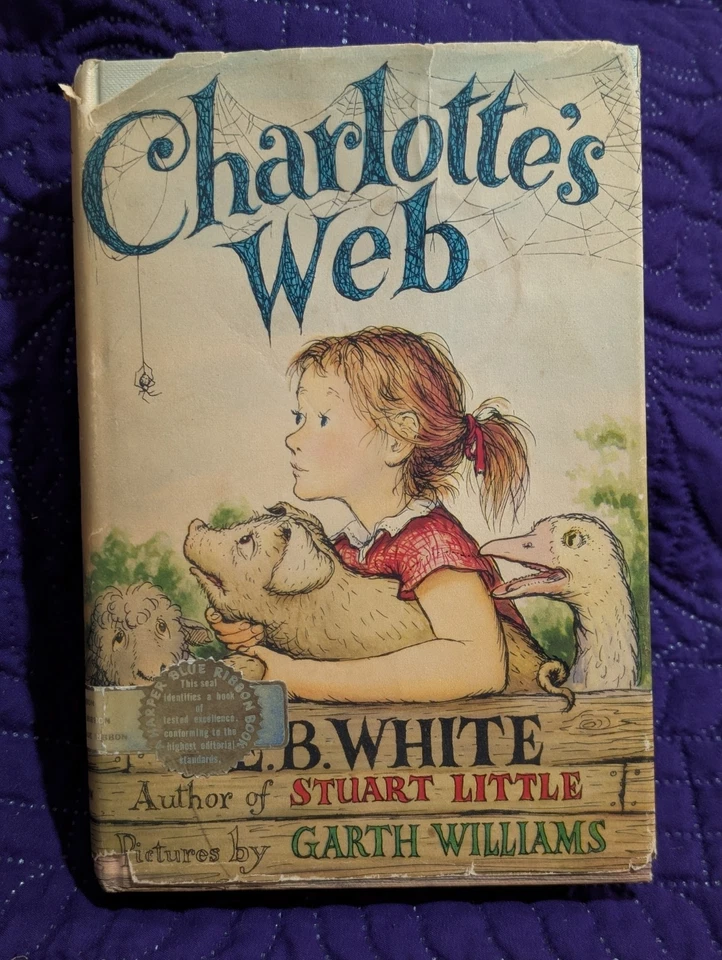 Charlotte's
Web
HARPER BLUE RIBBON BOOK
This seal
identifies a book
of
tested excellence,
conforming to the
highest editorial
standards.
E.B. WHITE
Author of STUART LITTLE
Pictures by GARTH WILLIAMS